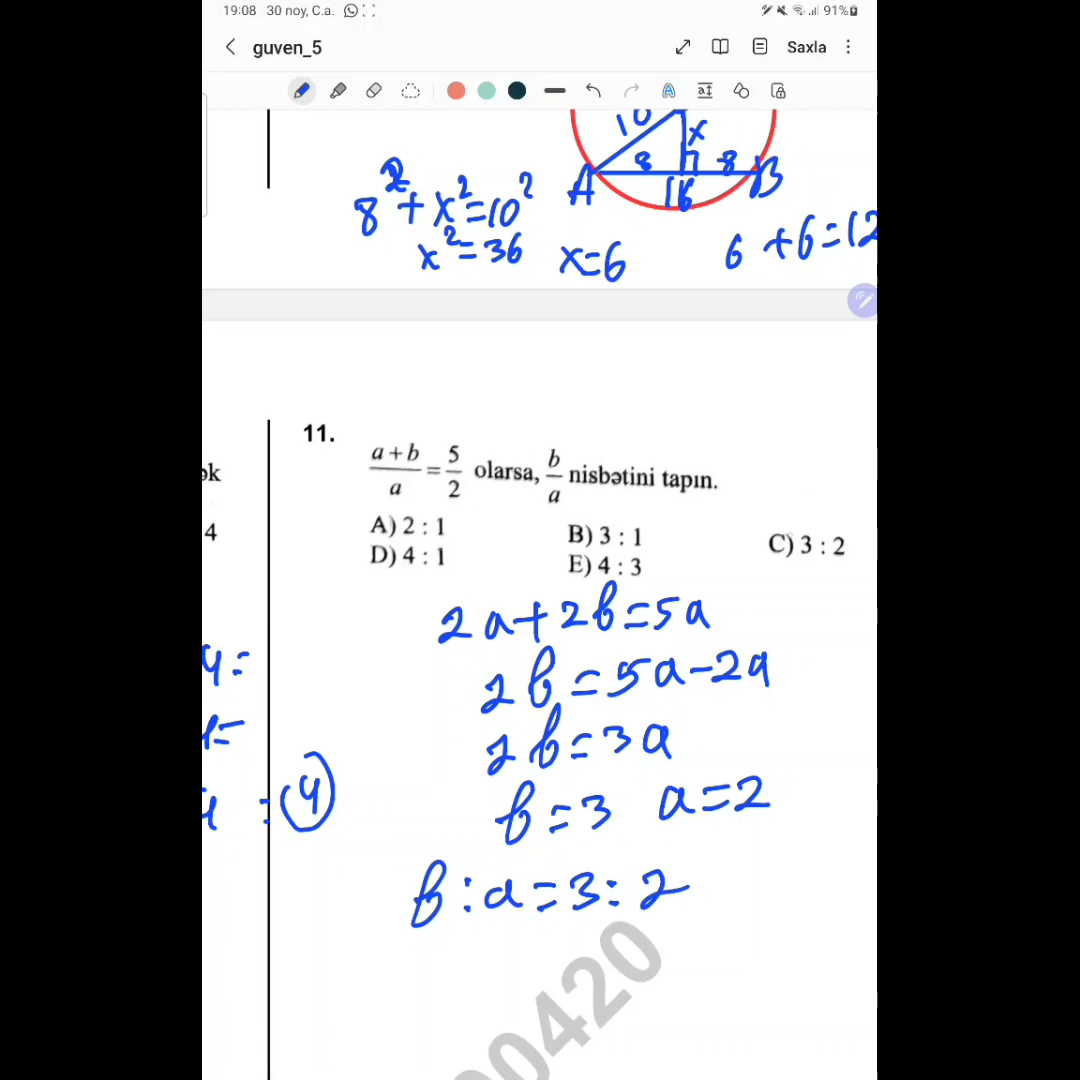 19:08 30 noy, C.a.
91%
guven_5
Saxla
10
x
8
8
A
16
B
8² + x² = 10²
x² = 36 x=6
6 +6=12
11.
(a+b)/a = 5/2 olarsa, b/a nisbətini tapın.
A) 2 : 1 B) 3 : 1 C) 3 : 2
D) 4 : 1 E) 4 : 3
4
2a+2b=5a
2b=5a-2a
2b=3a
b=3 a=2
: 4
b:a=3:2
00420